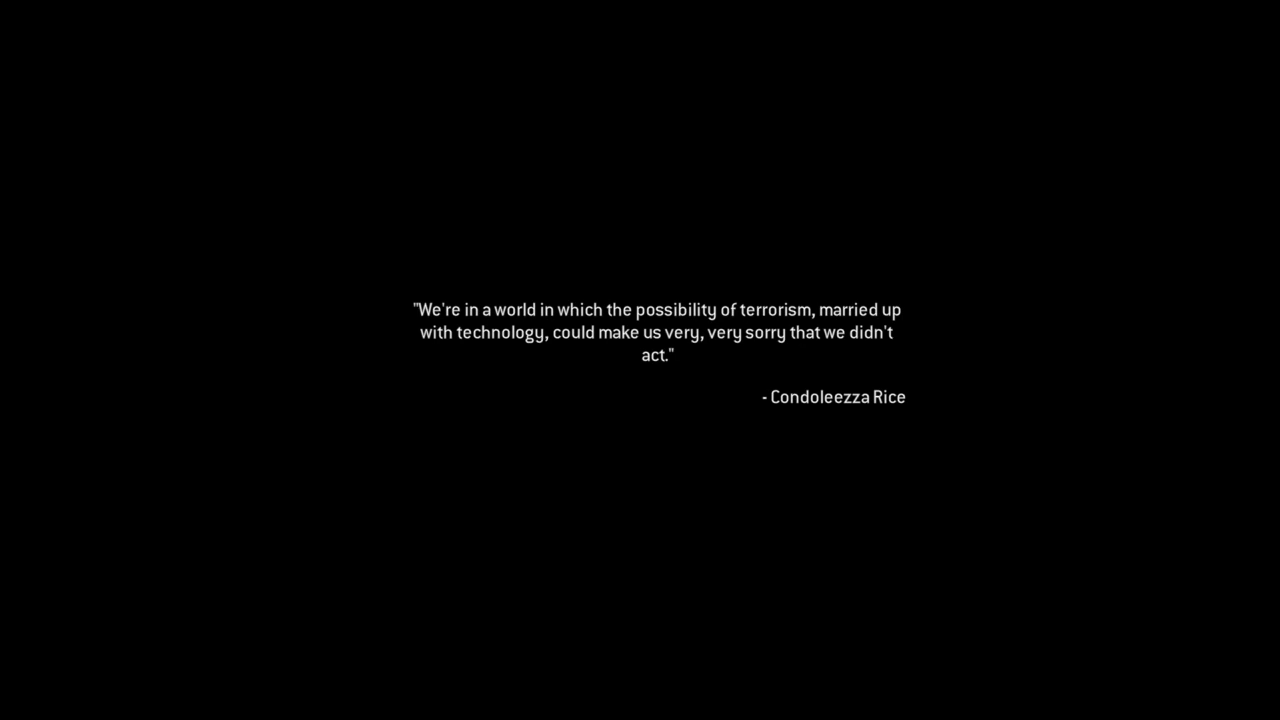 "We're in a world in which the possibility of terrorism, married up
with technology, could make us very, very sorry that we didn't
act."
- Condoleezza Rice